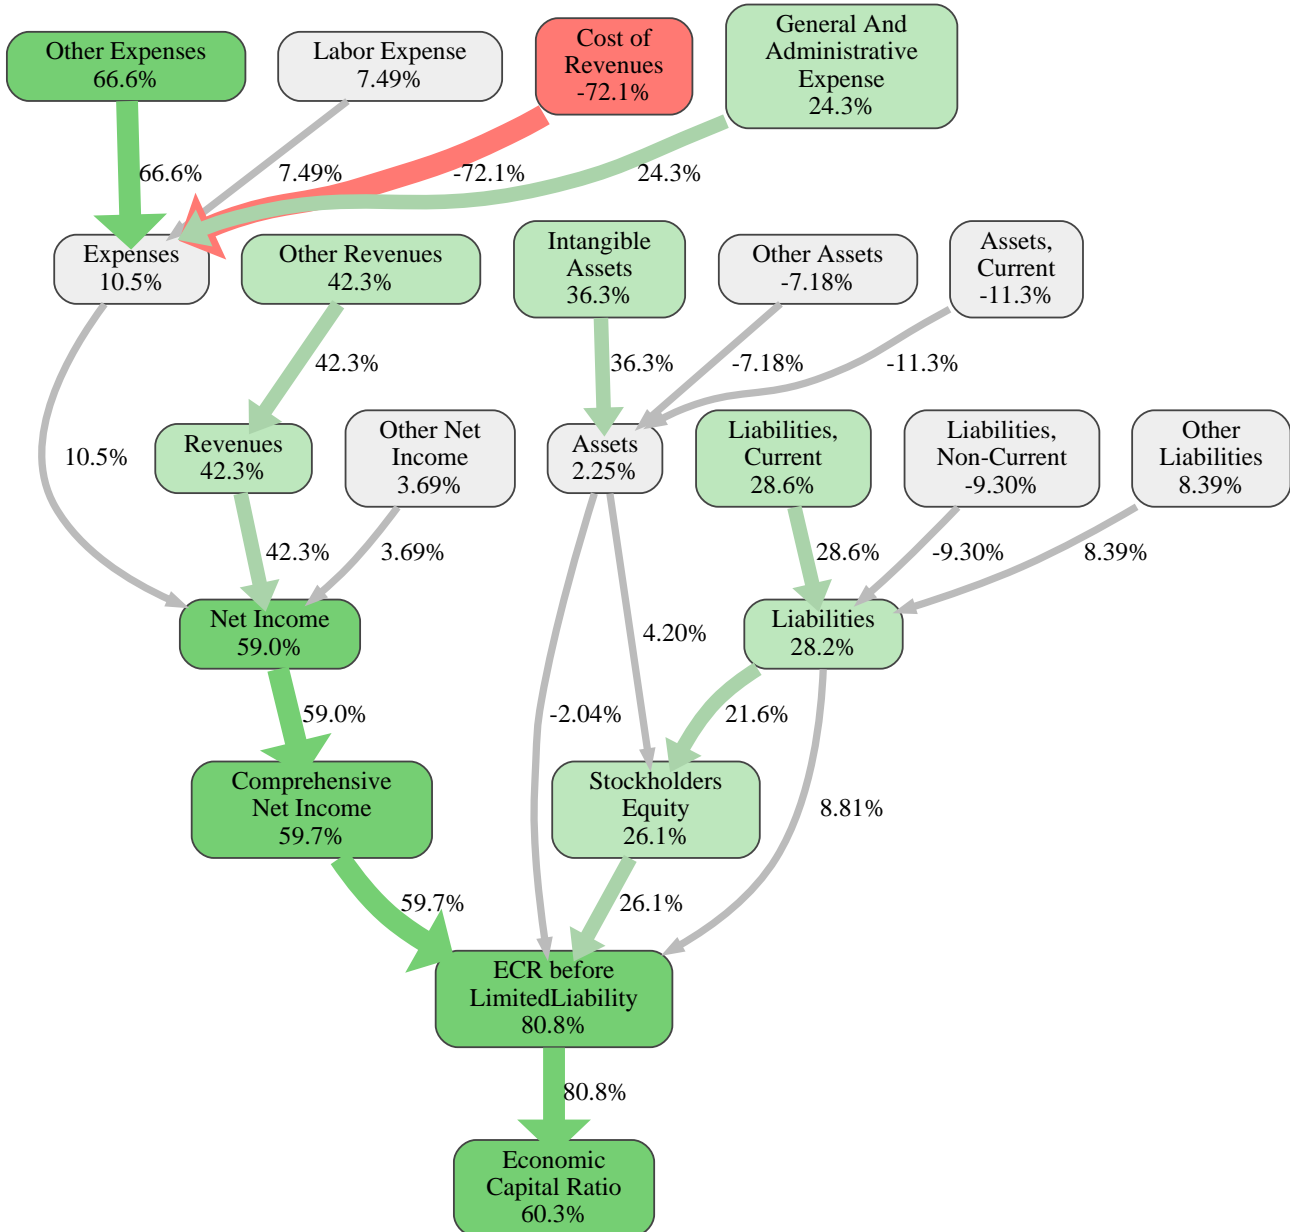 Other Expenses
66.6%
Labor Expense
7.49%
Cost of
Revenues
-72.1%
General And
Administrative
Expense
24.3%
66.6%
7.49%
-72.1%
24.3%
Expenses
10.5%
Other Revenues
42.3%
Intangible
Assets
36.3%
Other Assets
-7.18%
Assets,
Current
-11.3%
42.3%
36.3%
-7.18%
-11.3%
10.5%
Revenues
42.3%
Other Net
Income
3.69%
Assets
2.25%
Liabilities,
Current
28.6%
Liabilities,
Non-Current
-9.30%
Other
Liabilities
8.39%
42.3%
3.69%
28.6%
-9.30%
8.39%
Net Income
59.0%
4.20%
Liabilities
28.2%
59.0%
-2.04%
21.6%
Comprehensive
Net Income
59.7%
Stockholders
Equity
26.1%
8.81%
59.7%
26.1%
ECR before
LimitedLiability
80.8%
80.8%
Economic
Capital Ratio
60.3%